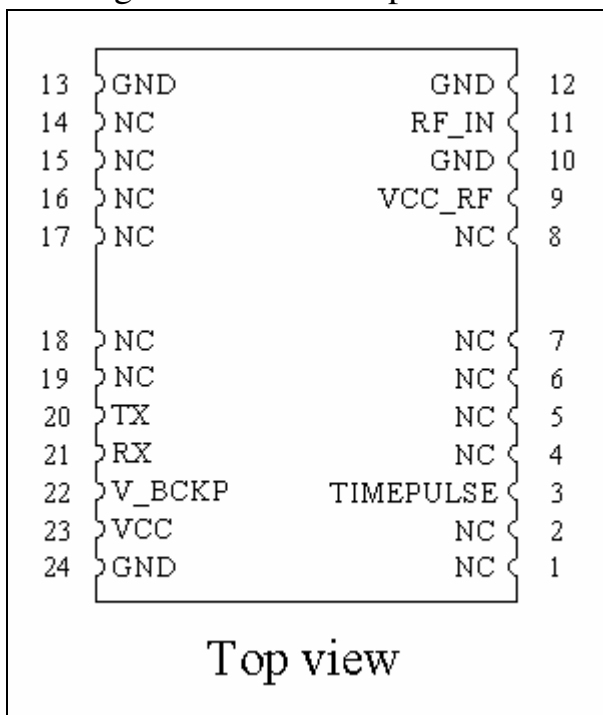 13 GND GND 12
14 NC RF_IN 11
15 NC GND 10
16 NC VCC_RF 9
17 NC NC 8
18 NC NC 7
19 NC NC 6
20 TX NC 5
21 RX NC 4
22 V_BCKP TIMEPULSE 3
23 VCC NC 2
24 GND NC 1
Top view